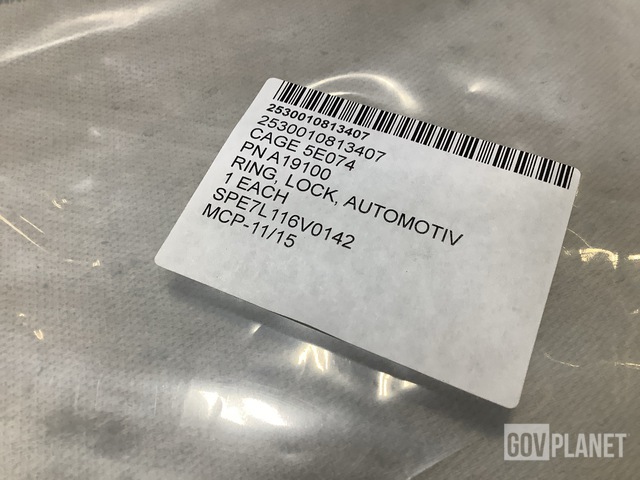 2530010813407
2530010813407
CAGE 5E074
PN A19100
RING, LOCK, AUTOMOTIV
1 EACH
SPE7L116V0142
MCP-11/15
GOVPLANET